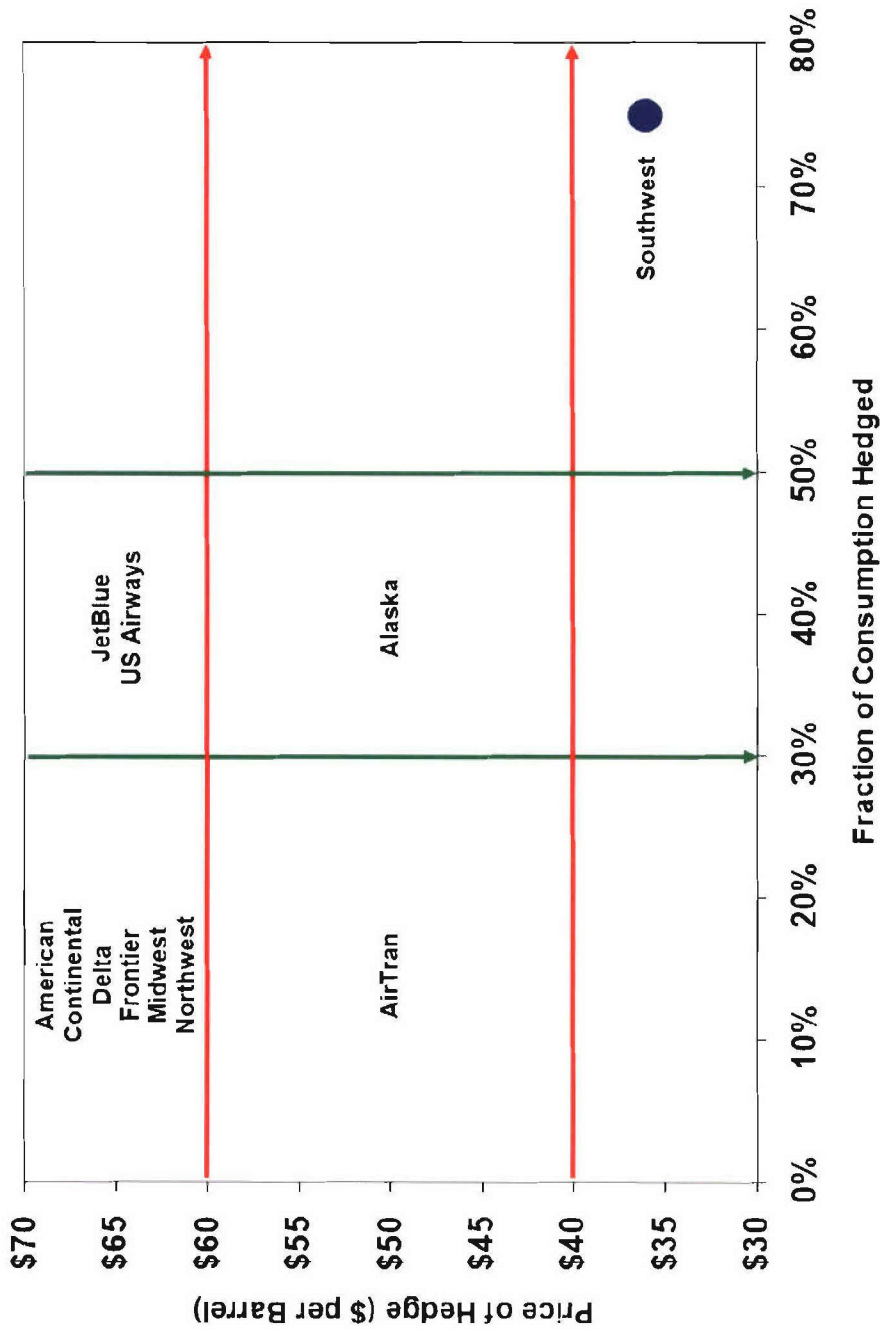 $70
$65
$60
$55
$50
$45
$40
$35
$30
Price of Hedge ($ per Barrel)
American
Continental
Delta
Frontier
Midwest
Northwest
JetBlue
US Airways
AirTran
Alaska
Southwest
0%
10%
20%
30%
40%
50%
60%
70%
80%
Fraction of Consumption Hedged